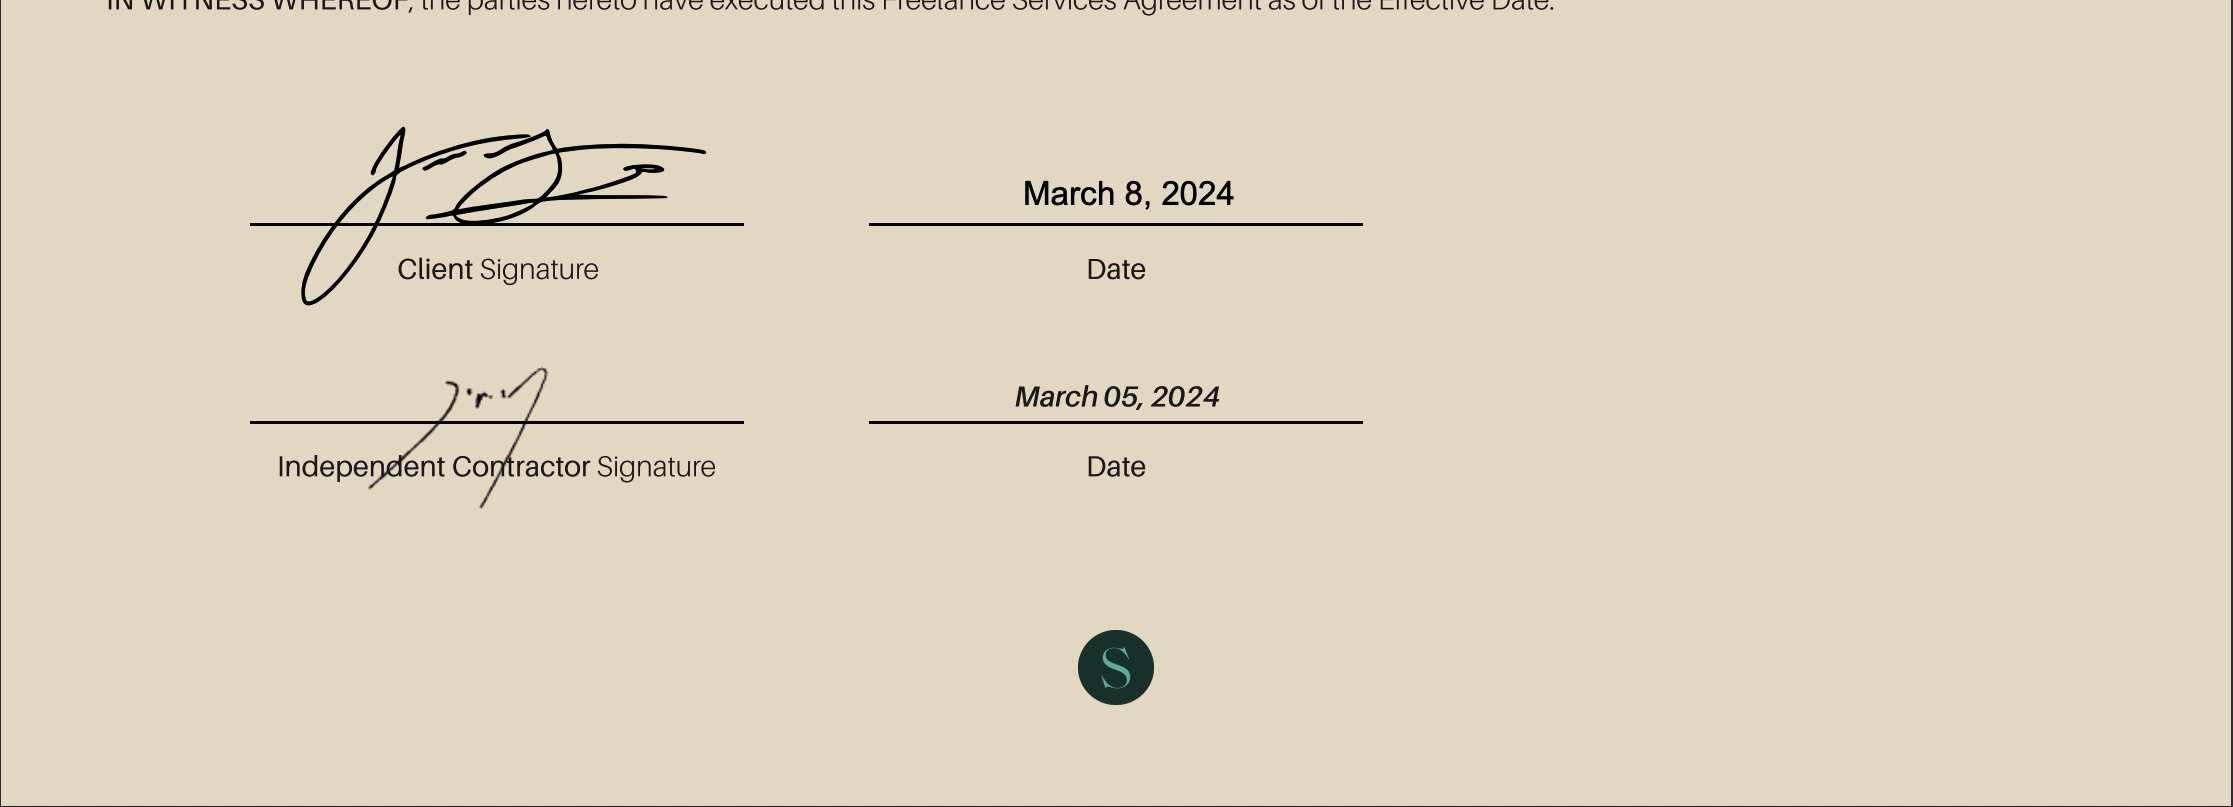 IN WITNESS WHEREOF, the parties hereto have executed this Freelance Services Agreement as of the Effective Date.
March 8, 2024
Client Signature
Date
March 05, 2024
Independent Contractor Signature
Date
S